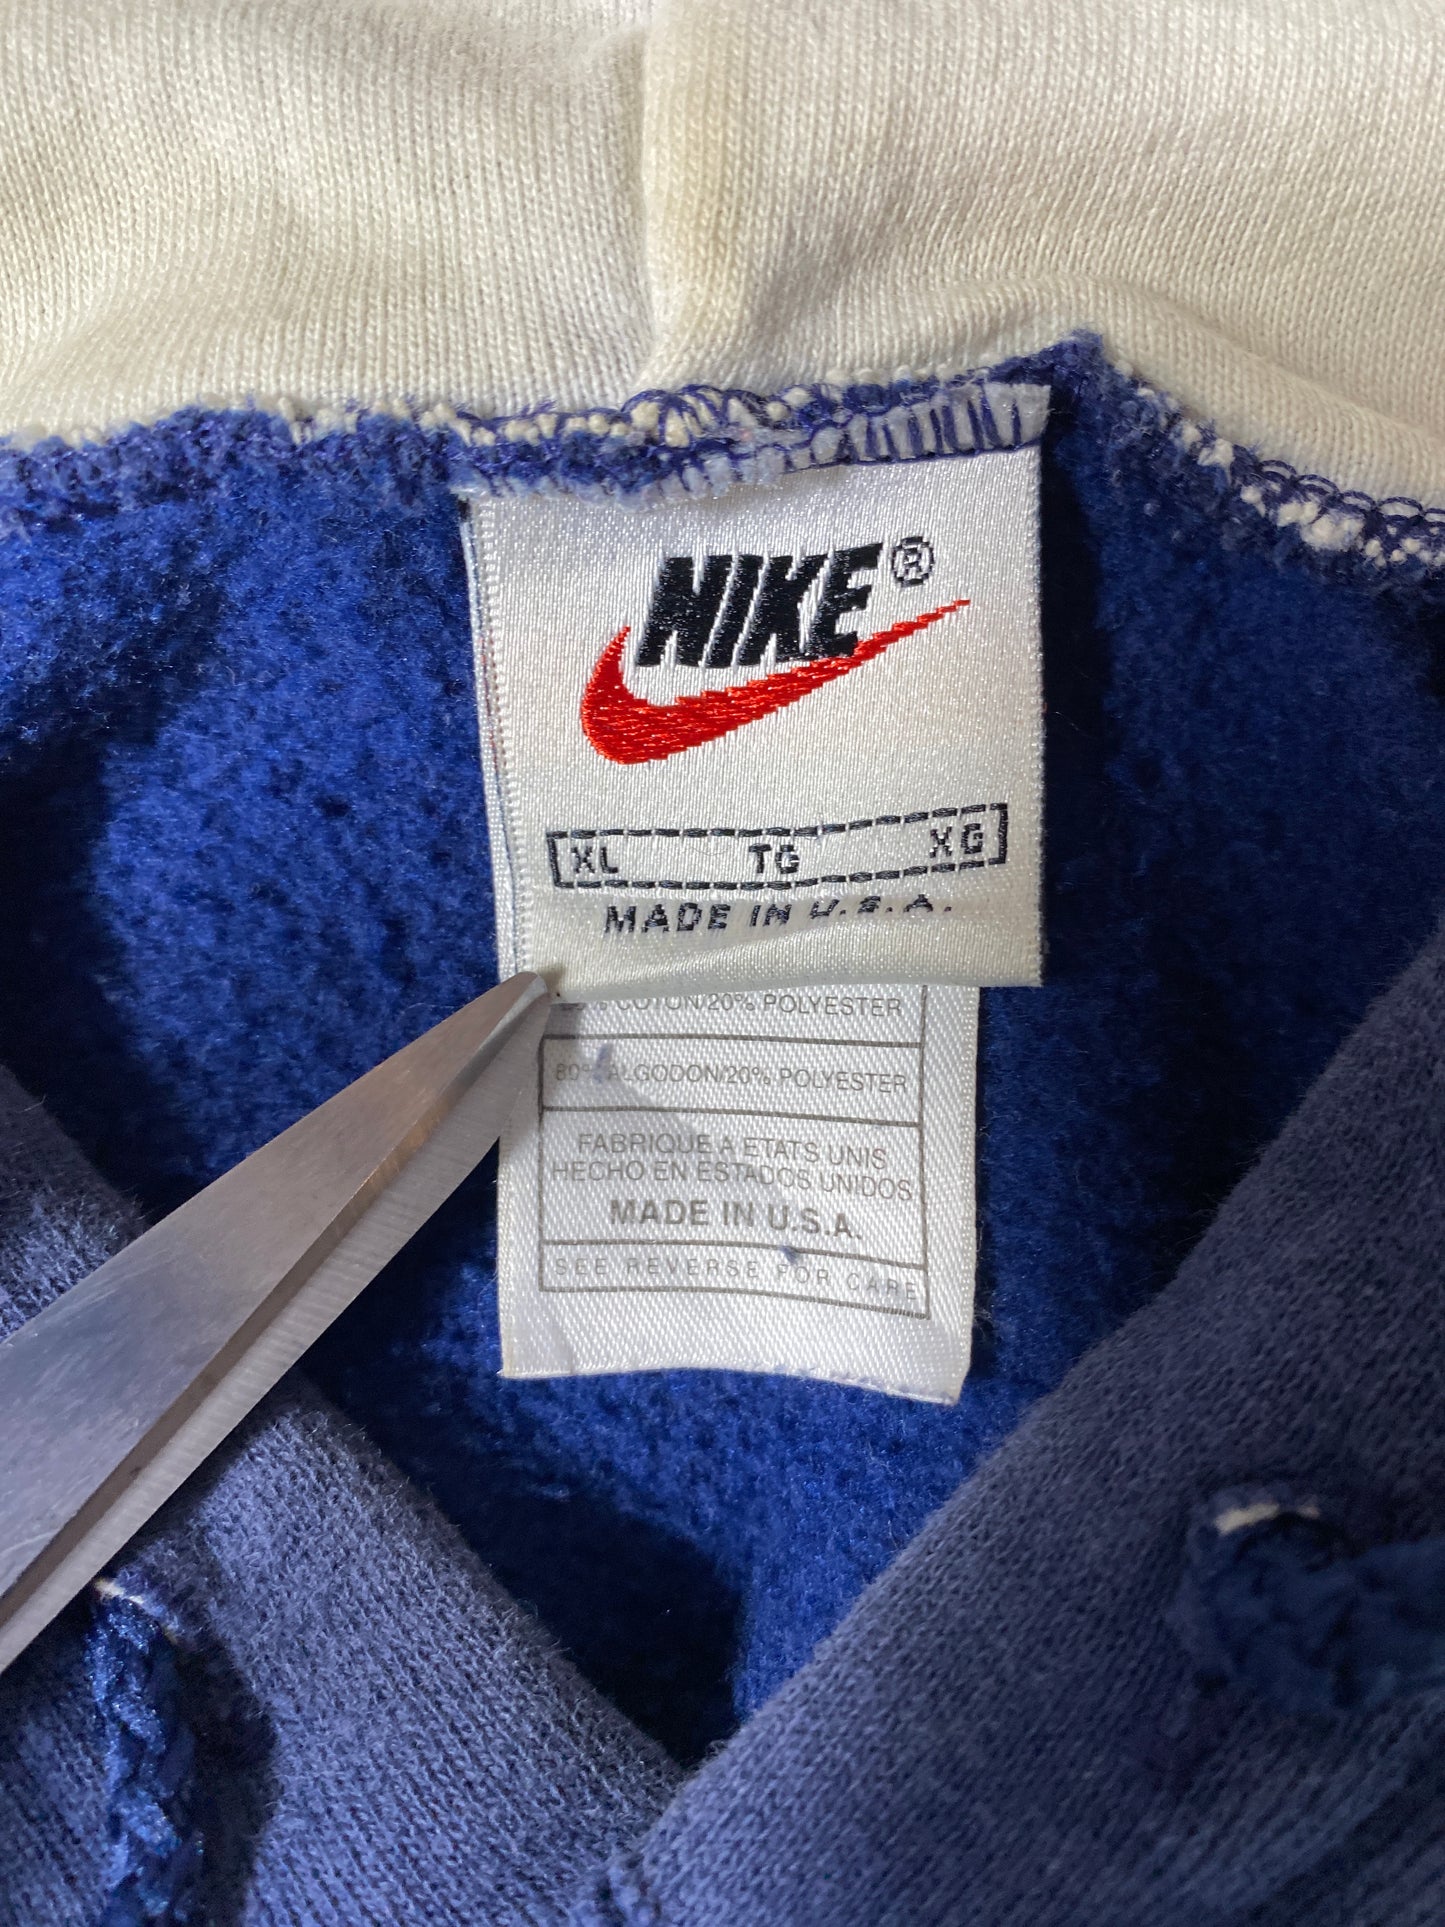 NIKE®
XL TG XG
MADE IN U.S.A.
COTON/20% POLYESTER
80% ALGODON/20% POLYESTER
FABRIQUE A ETATS UNIS
HECHO EN ESTADOS UNIDOS
MADE IN U.S.A.
SEE REVERSE FOR CARE